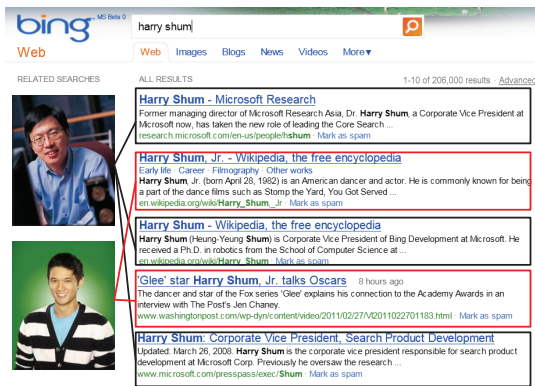 bing MS Beta 0
harry shum
Web
Web Images Blogs News Videos More▾
RELATED SEARCHES
ALL RESULTS
1-10 of 206,000 results · Advanced
Harry Shum - Microsoft Research
Former managing director of Microsoft Research Asia, Dr. Harry Shum, a Corporate Vice President at
Microsoft now, has taken the new role of leading the Core Search ...
research.microsoft.com/en-us/people/hshum · Mark as spam
Harry Shum, Jr. - Wikipedia, the free encyclopedia
Early life · Career · Filmography · Other works
Harry Shum, Jr. (born April 28, 1982) is an American dancer and actor. He is commonly known for being
a part of the dance films such as Stomp the Yard, You Got Served ...
en.wikipedia.org/wiki/Harry_Shum,_Jr · Mark as spam
Harry Shum - Wikipedia, the free encyclopedia
Harry Shum (Heung-Yeung Shum) is Corporate Vice President of Bing Development at Microsoft. He
received a Ph.D. in robotics from the School of Computer Science at ...
en.wikipedia.org/wiki/Harry_Shum · Mark as spam
'Glee' star Harry Shum, Jr. talks Oscars 8 hours ago
The dancer and star of the Fox series 'Glee' explains his connection to the Academy Awards in an
interview with The Post's Jen Chaney.
www.washingtonpost.com/wp-dyn/content/video/2011/02/27/VI2011022701183.html · Mark as spam
Harry Shum: Corporate Vice President, Search Product Development
Updated: March 26, 2008. Harry Shum is the corporate vice president responsible for search product
development at Microsoft Corp. Previously he oversaw the research ...
www.microsoft.com/presspass/exec/Shum · Mark as spam